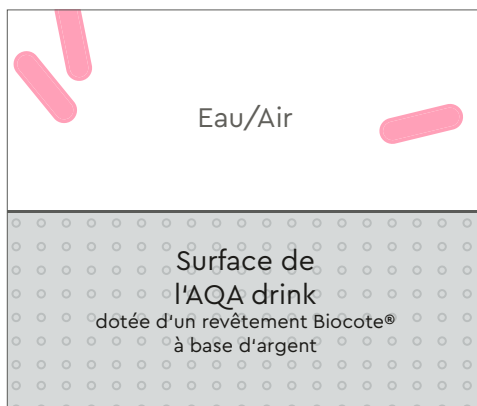 Eau/Air
Surface de
l'AQA drink
dotée d'un revêtement Biocote®
à base d'argent